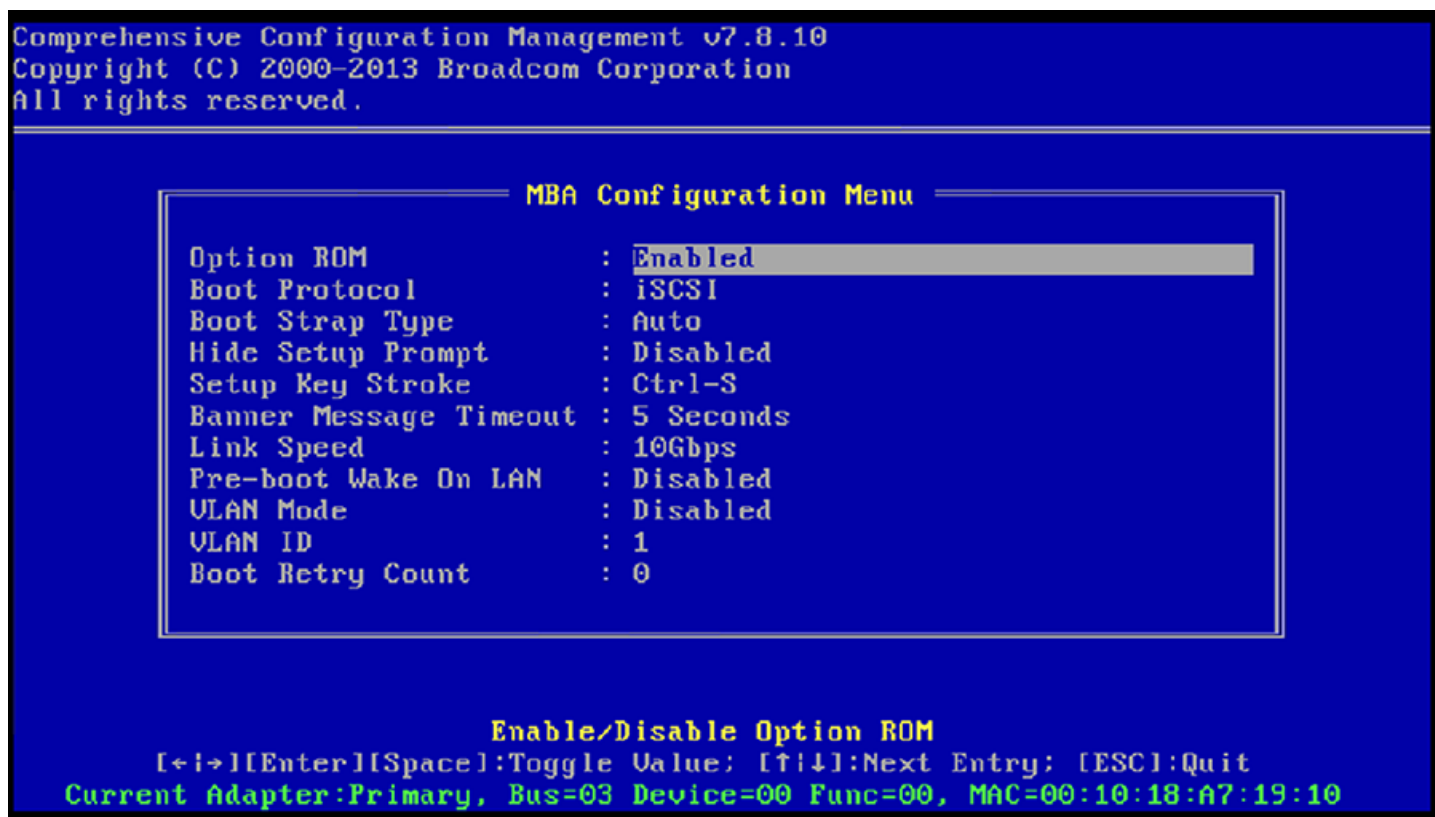 Comprehensive Configuration Management v7.8.10
Copyright (C) 2000-2013 Broadcom Corporation
All rights reserved.
MBA Configuration Menu
Option ROM : Enabled
Boot Protocol : iSCSI
Boot Strap Type : Auto
Hide Setup Prompt : Disabled
Setup Key Stroke : Ctrl-S
Banner Message Timeout : 5 Seconds
Link Speed : 10Gbps
Pre-boot Wake On LAN : Disabled
VLAN Mode : Disabled
VLAN ID : 1
Boot Retry Count : 0
Enable/Disable Option ROM
[←|→][Enter][Space]:Toggle Value; [↑|↓]:Next Entry; [ESC]:Quit
Current Adapter:Primary, Bus=03 Device=00 Func=00, MAC=00:10:18:A7:19:10